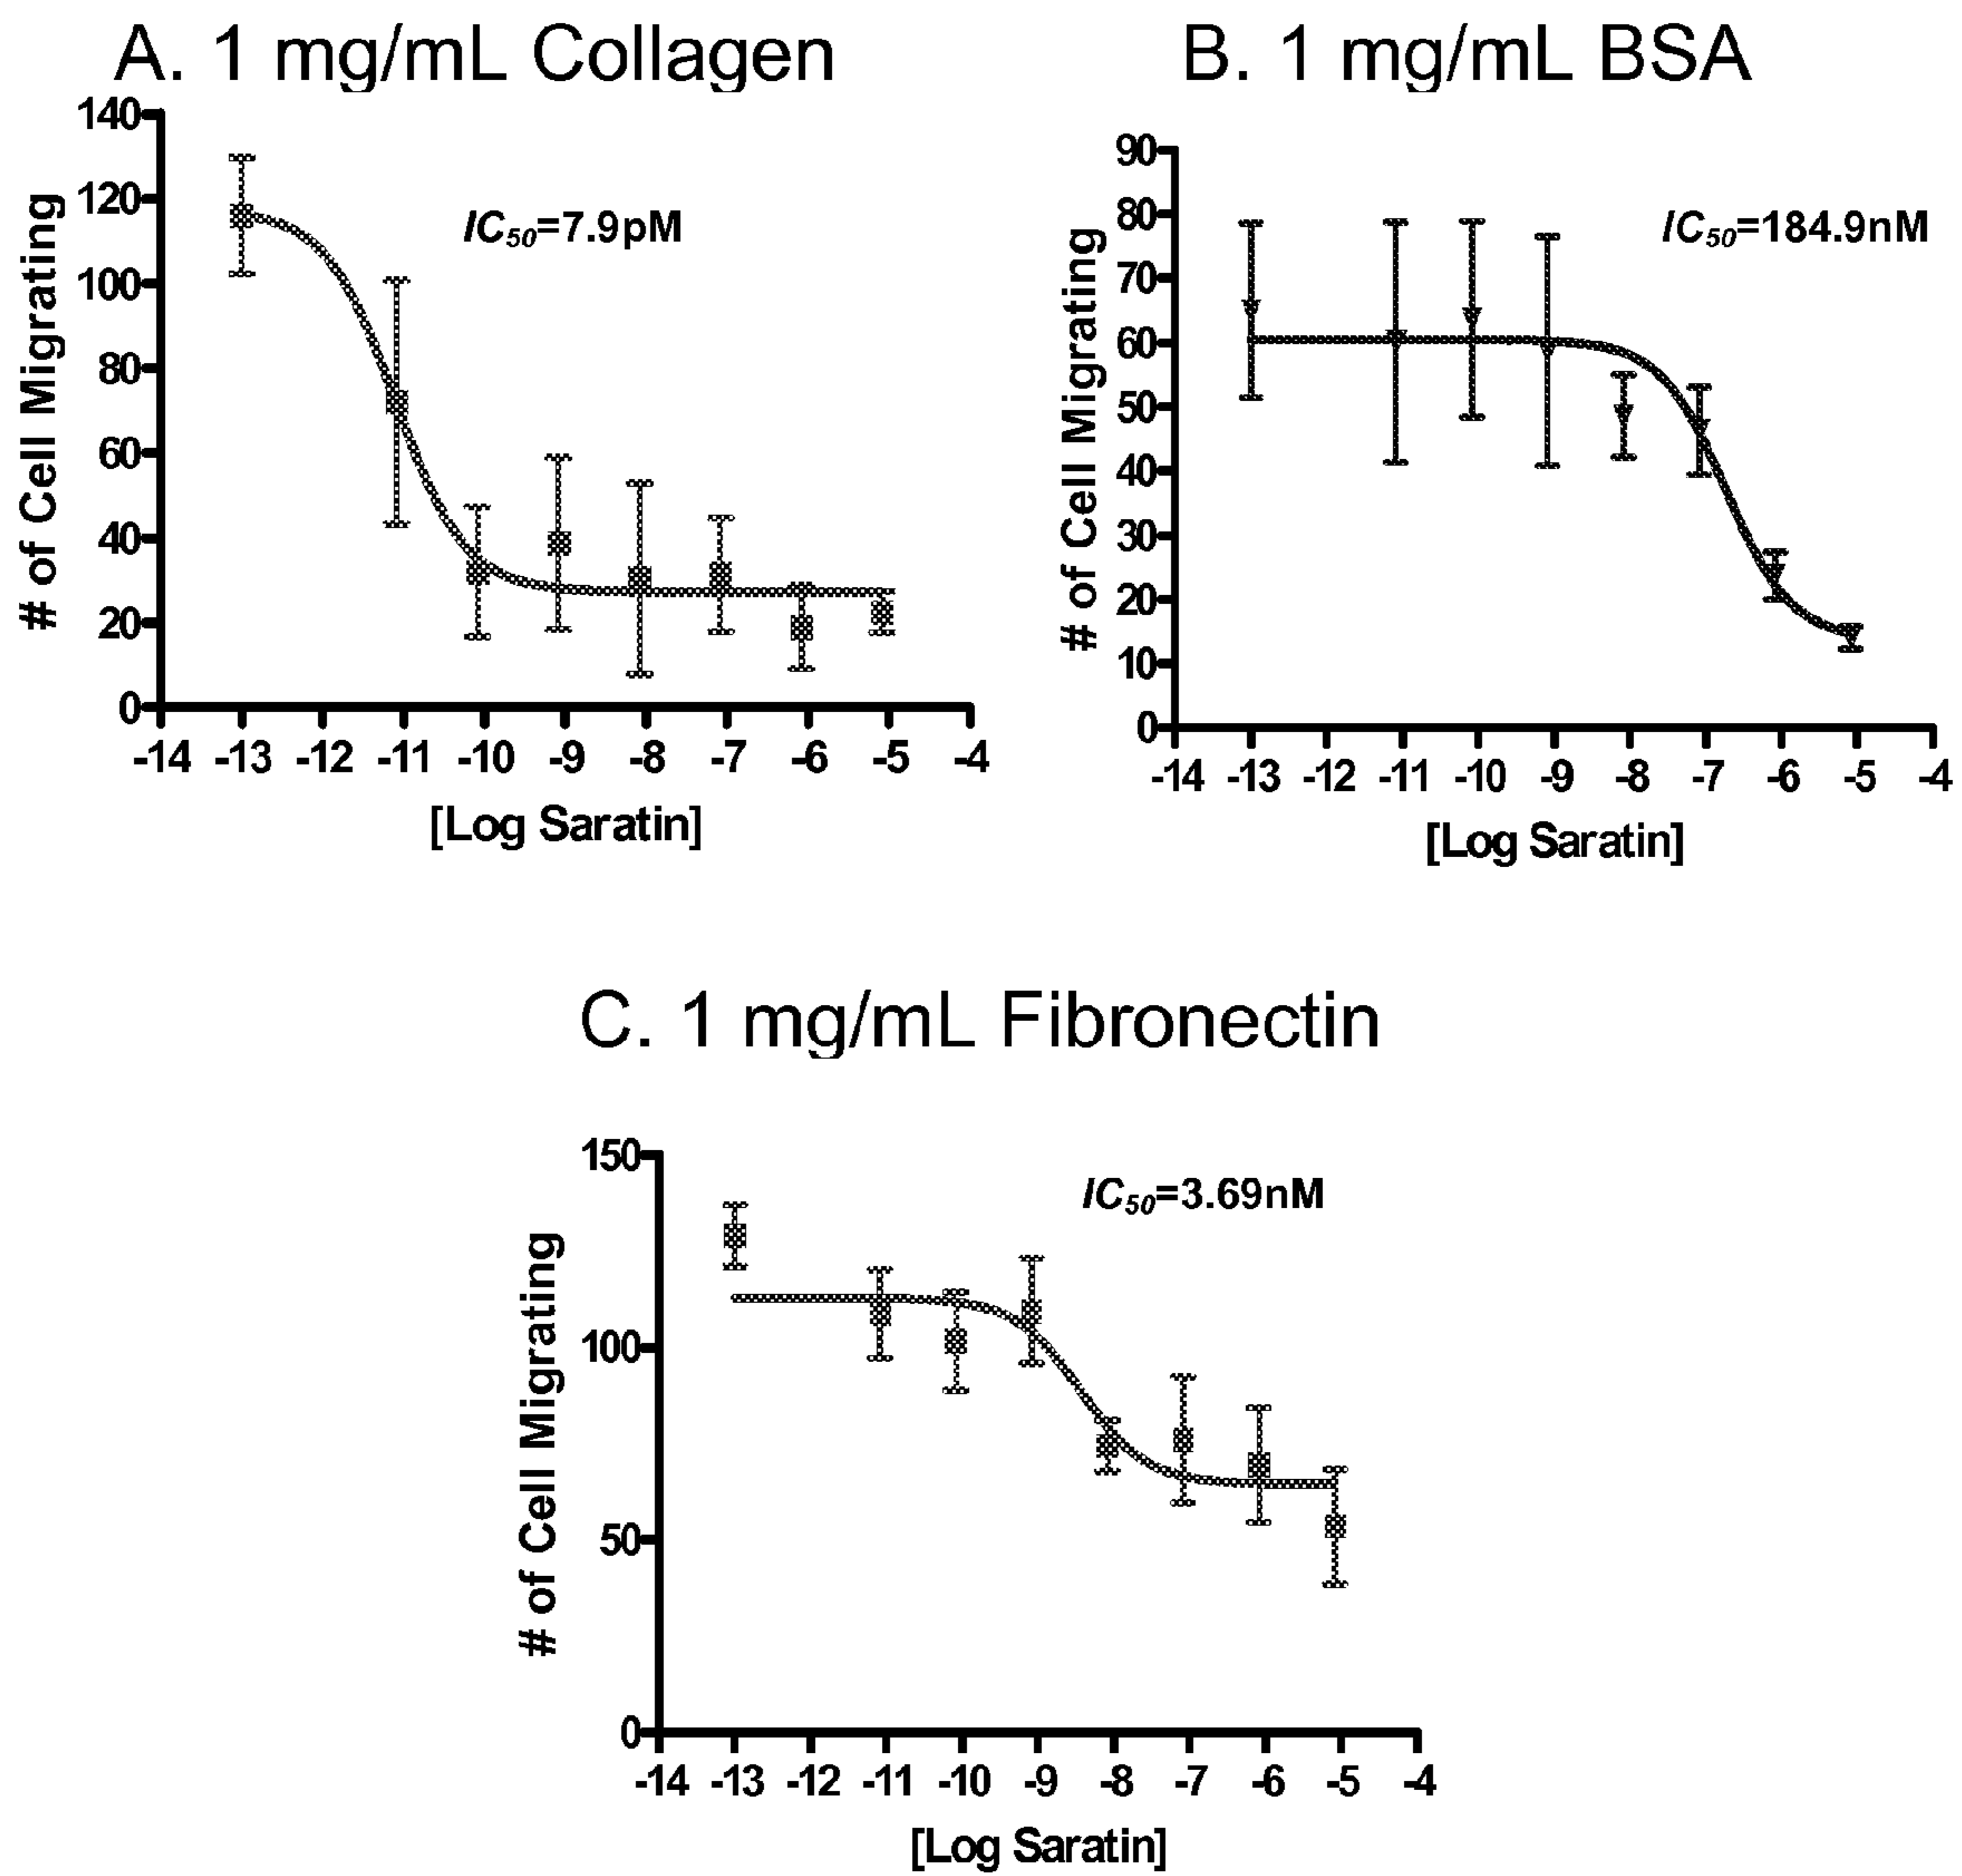 A. 1 mg/mL Collagen
140
120
100
80
60
40
20
0
# of Cell Migrating
IC50=7.9pM
-14 -13 -12 -11 -10 -9 -8 -7 -6 -5 -4
[Log Saratin]
B. 1 mg/mL BSA
90
80
70
60
50
40
30
20
10
0
# of Cell Migrating
IC50=184.9nM
-14 -13 -12 -11 -10 -9 -8 -7 -6 -5 -4
[Log Saratin]
C. 1 mg/mL Fibronectin
150
100
50
0
# of Cell Migrating
IC50=3.69nM
-14 -13 -12 -11 -10 -9 -8 -7 -6 -5 -4
[Log Saratin]